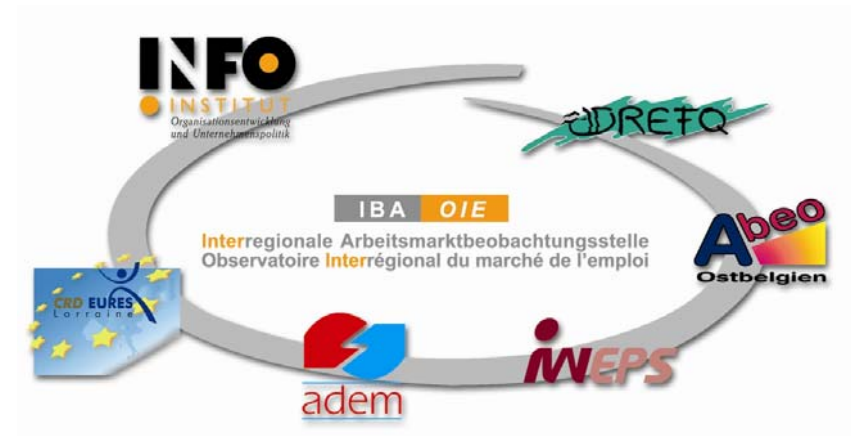 INFO
INSTITUT
Organisationsentwicklung
und Unternehmenspolitik
ADREFQ
IBA OIE
Interregionale Arbeitsmarktbeobachtungsstelle
Observatoire Interrégional du marché de l'emploi
Abeo
Ostbelgien
CRD EURES
Lorraine
adem
iWEPS